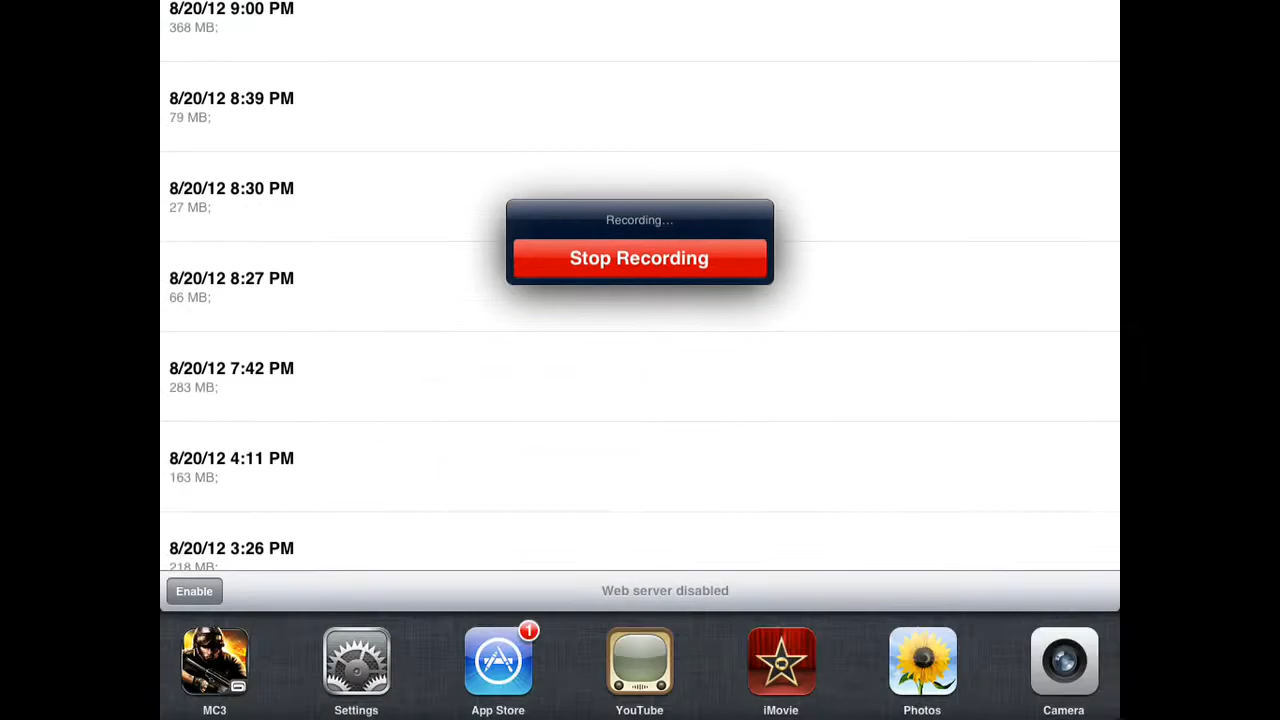 8/20/12 9:00 PM
368 MB;
8/20/12 8:39 PM
79 MB;
8/20/12 8:30 PM
27 MB;
Recording...
Stop Recording
8/20/12 8:27 PM
66 MB;
8/20/12 7:42 PM
283 MB;
8/20/12 4:11 PM
163 MB;
8/20/12 3:26 PM
218 MB;
Enable
Web server disabled
1
MC3
Settings
App Store
YouTube
iMovie
Photos
Camera